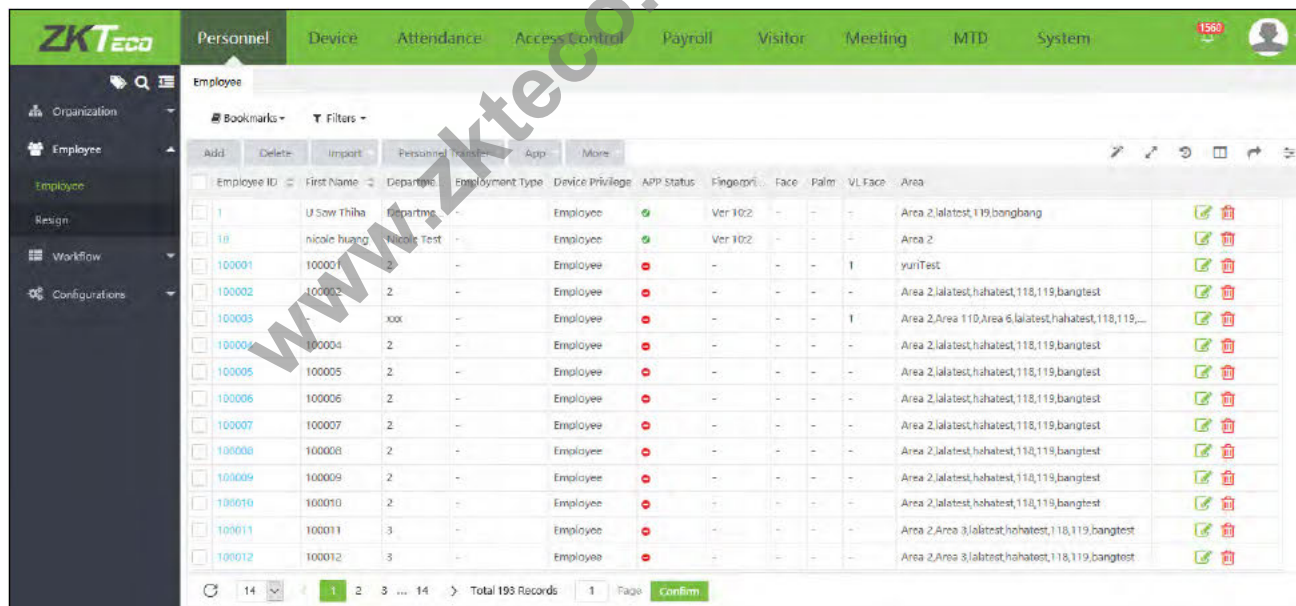 ZKTECO Personnel Device Attendance Access Control Payroll Visitor Meeting MTD System 1560
Employee
Organization
Bookmarks Filters
Employee
Add Delete Import Personnel Transfer App More
Employee
Employee ID First Name Departme... Employment Type Device Privilege APP Status Fingerpri... Face Palm VL Face Area
Resign
1 U Saw Thiha Departme... - Employee Ver 10:2 - - - Area 2,lalatest,119,bangbang
10 nicole huang Nicole Test - Employee Ver 10:2 - - - Area 2
Workflow
100001 100001 2 - Employee - - - 1 yuriTest
Configurations
100002 100002 2 - Employee - - - - Area 2,lalatest,hahatest,118,119,bangtest
100003 - xxx - Employee - - - 1 Area 2,Area 110,Area 6,lalatest,hahatest,118,119,...
100004 100004 2 - Employee - - - - Area 2,lalatest,hahatest,118,119,bangtest
100005 100005 2 - Employee - - - - Area 2,lalatest,hahatest,118,119,bangtest
100006 100006 2 - Employee - - - - Area 2,lalatest,hahatest,118,119,bangtest
100007 100007 2 - Employee - - - - Area 2,lalatest,hahatest,118,119,bangtest
100008 100008 2 - Employee - - - - Area 2,lalatest,hahatest,118,119,bangtest
100009 100009 2 - Employee - - - - Area 2,lalatest,hahatest,118,119,bangtest
100010 100010 2 - Employee - - - - Area 2,lalatest,hahatest,118,119,bangtest
100011 100011 3 - Employee - - - - Area 2,Area 3,lalatest,hahatest,118,119,bangtest
100012 100012 3 - Employee - - - - Area 2,Area 3,lalatest,hahatest,118,119,bangtest
14 1 2 3 ... 14 Total 193 Records 1 Page Confirm
www.zkteco.